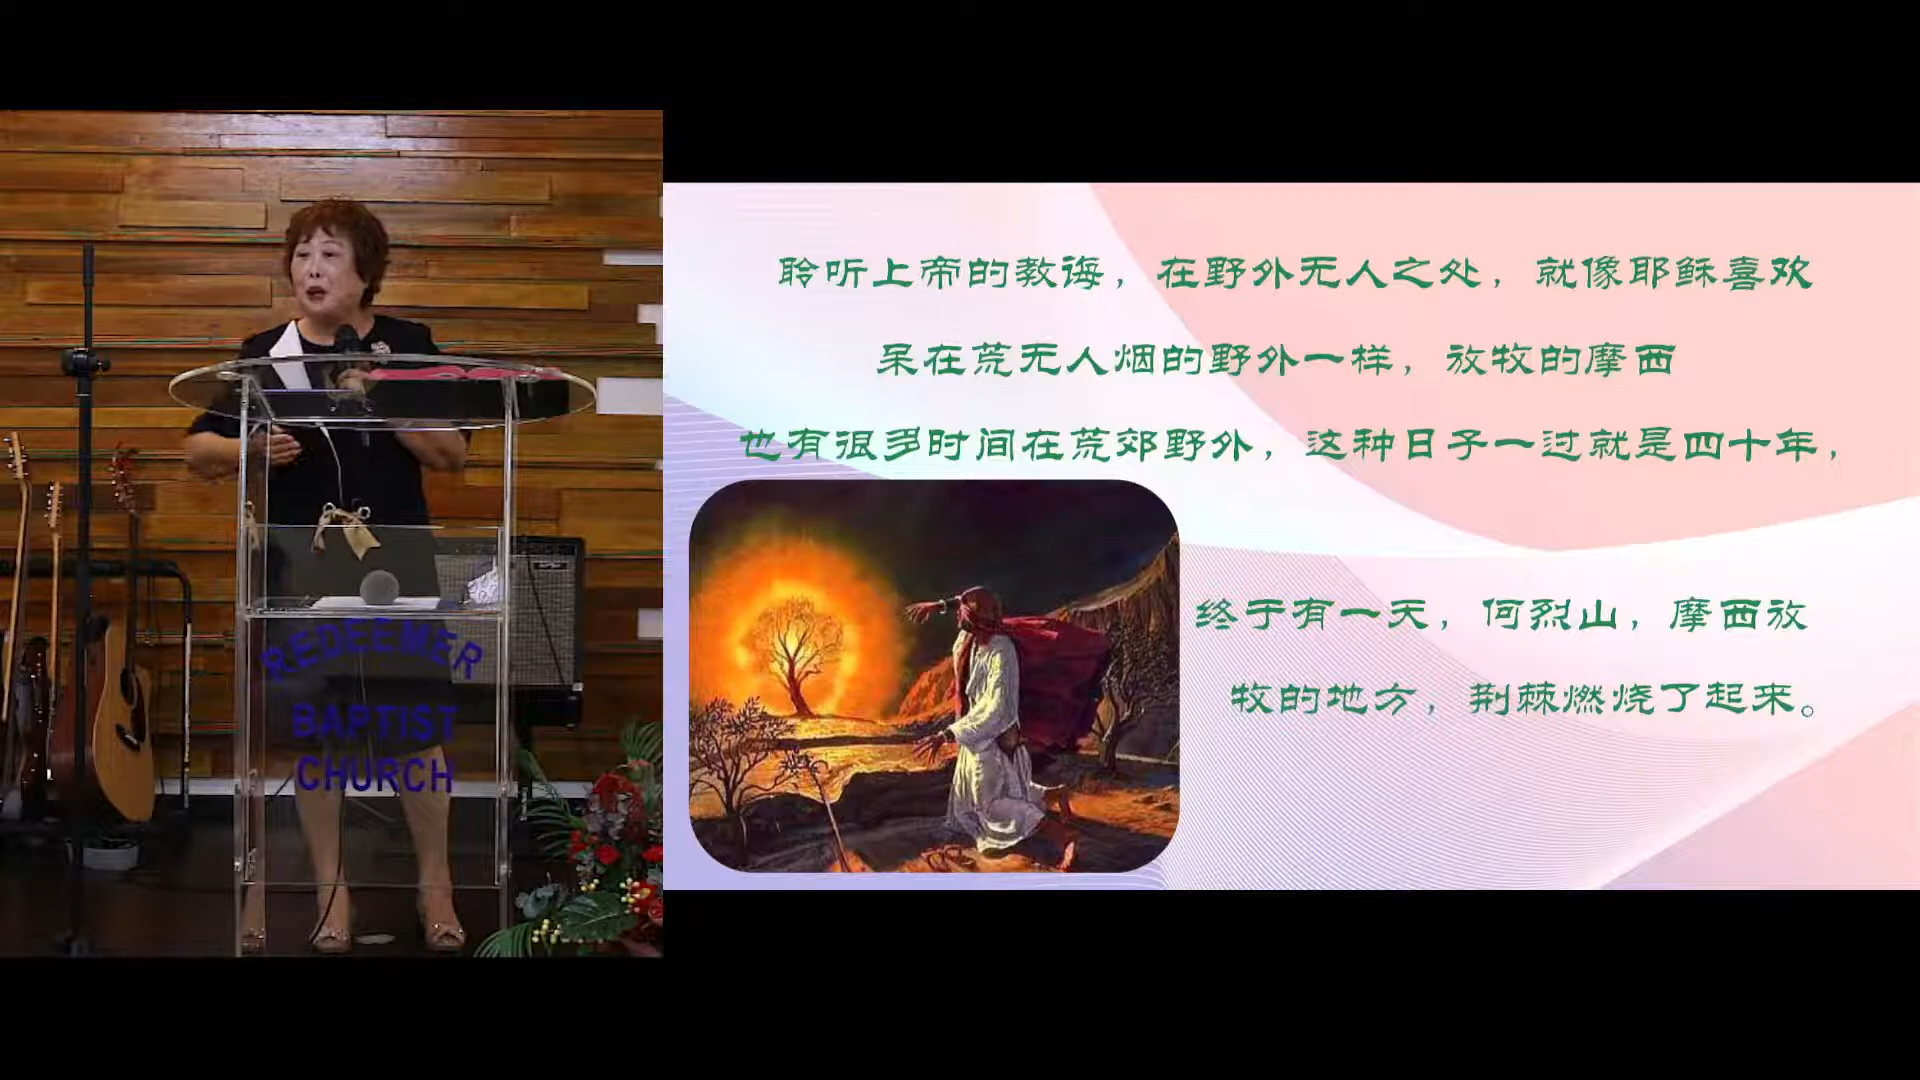 聆听上帝的教诲，在野外无人之处，就像耶稣喜欢
呆在荒无人烟的野外一样，放牧的摩西
也有很多时间在荒郊野外，这种日子一过就是四十年，
终于有一天，何烈山，摩西放
牧的地方，荆棘燃烧了起来。
REDEEMER
BAPTIST
CHURCH